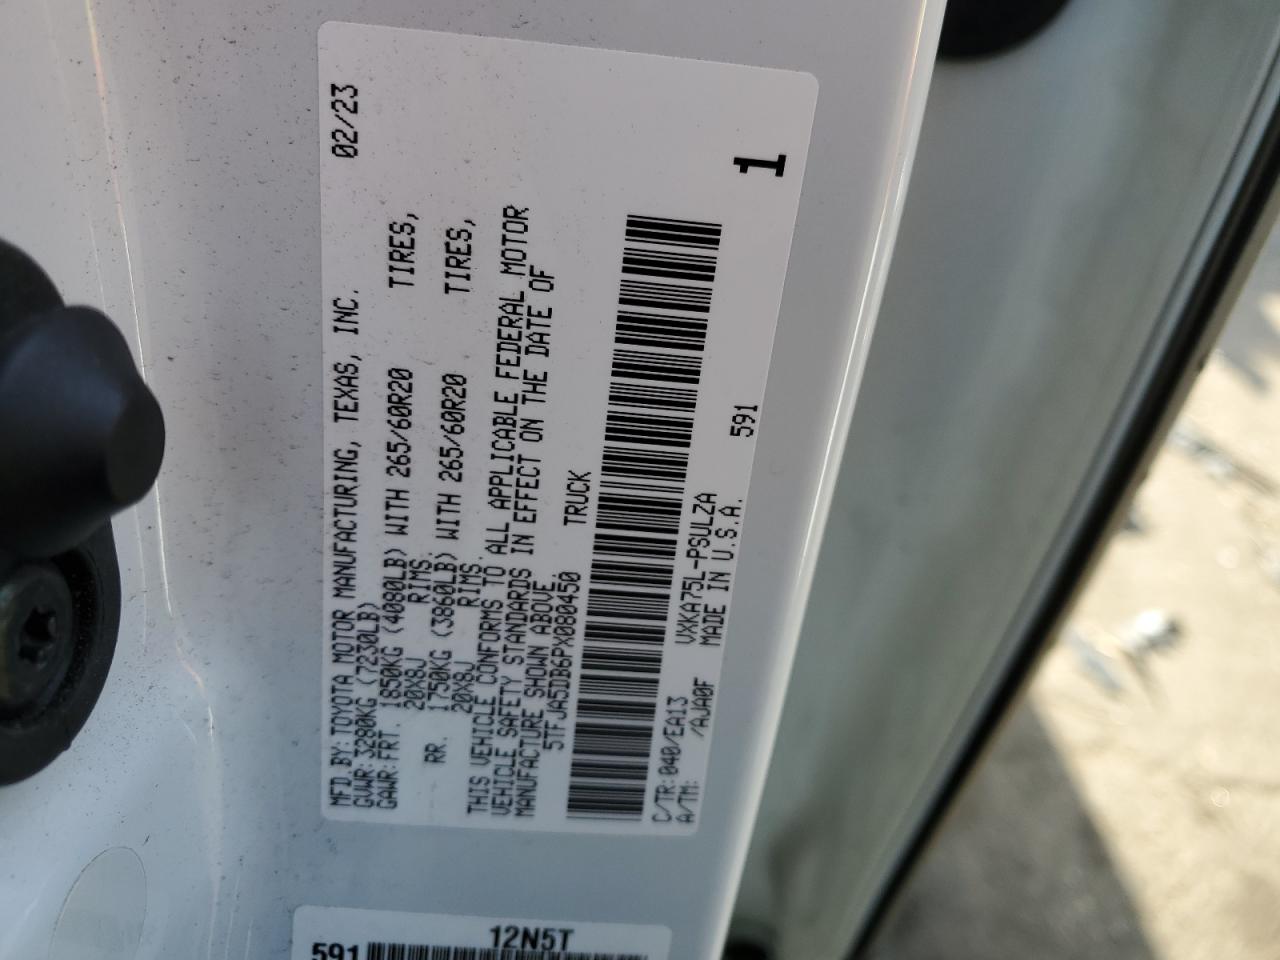 MFD BY: TOYOTA MOTOR MANUFACTURING, TEXAS, INC. 02/23
GVWR: 3280KG (7230LB)
GAWR: FRT. 1850KG (4080LB) WITH 265/60R20 TIRES,
20X8J RIMS.
RR. 1750KG (3860LB) WITH 265/60R20 TIRES,
20X8J RIMS.
THIS VEHICLE CONFORMS TO ALL APPLICABLE FEDERAL MOTOR
VEHICLE SAFETY STANDARDS IN EFFECT ON THE DATE OF
MANUFACTURE SHOWN ABOVE.
5TFJA5DB6PX080450 TRUCK
1
C/TR: 040/EA13 VXKA75L-PSULZA 591
A/TM: /AJA0F MADE IN U.S.A.
12N5T
591